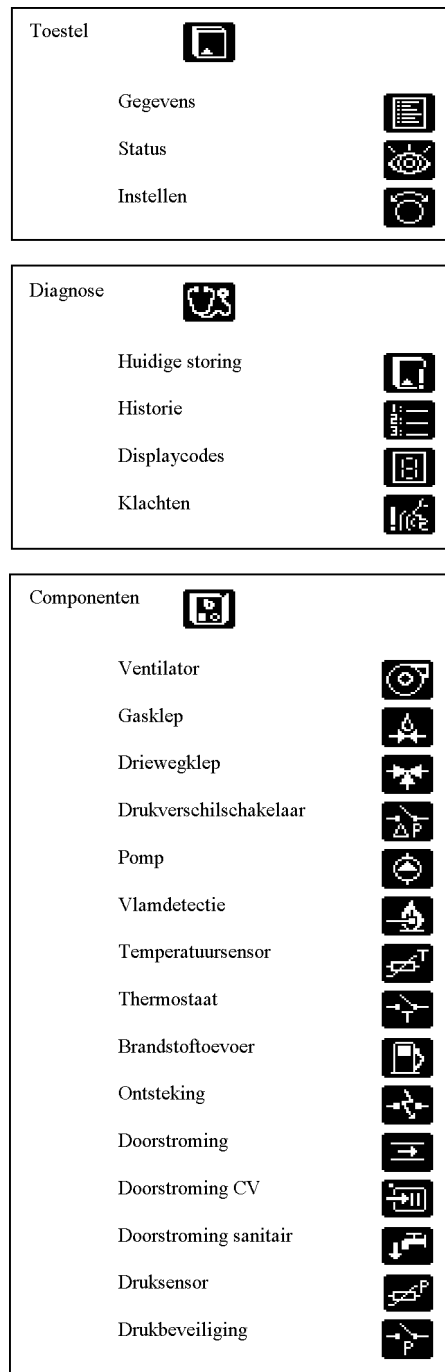 Toestel
Gegevens
Status
Instellen
Diagnose
Huidige storing
Historie
Displaycodes
Klachten
Componenten
Ventilator
Gasklep
Driewegklep
Drukverschilschakelaar
ΔP
Pomp
Vlamdetectie
Temperatuursensor
T
Thermostaat
T
Brandstoftoevoer
Ontsteking
Doorstroming
Doorstroming CV
Doorstroming sanitair
Druksensor
P
Drukbeveiliging
P